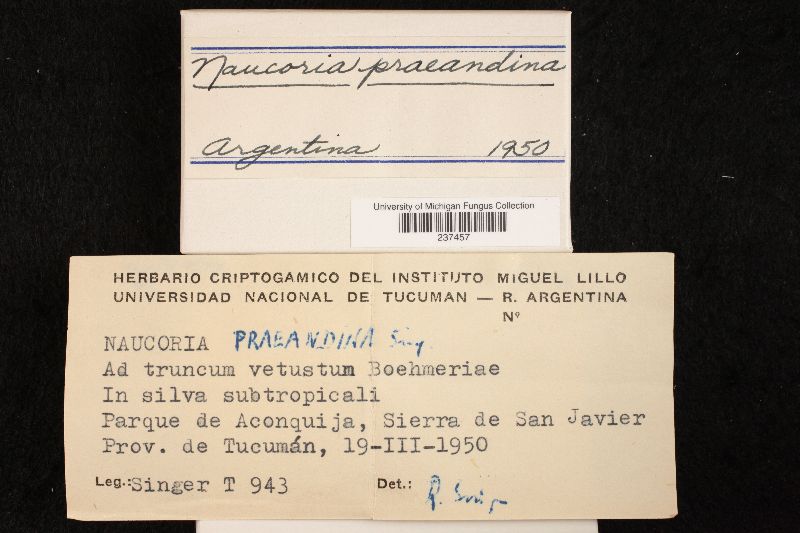 Naucoria praeandina
Argentina 1950
University of Michigan Fungus Collection
237457
HERBARIO CRIPTOGAMICO DEL INSTITUTO MIGUEL LILLO
UNIVERSIDAD NACIONAL DE TUCUMAN — R. ARGENTINA
Nº
NAUCORIA PRAEANDINA Sing.
Ad truncum vetustum Boehmeriae
In silva subtropicali
Parque de Aconquija, Sierra de San Javier
Prov. de Tucumán, 19-III-1950
Leg.: Singer T 943 Det.: R. Singer